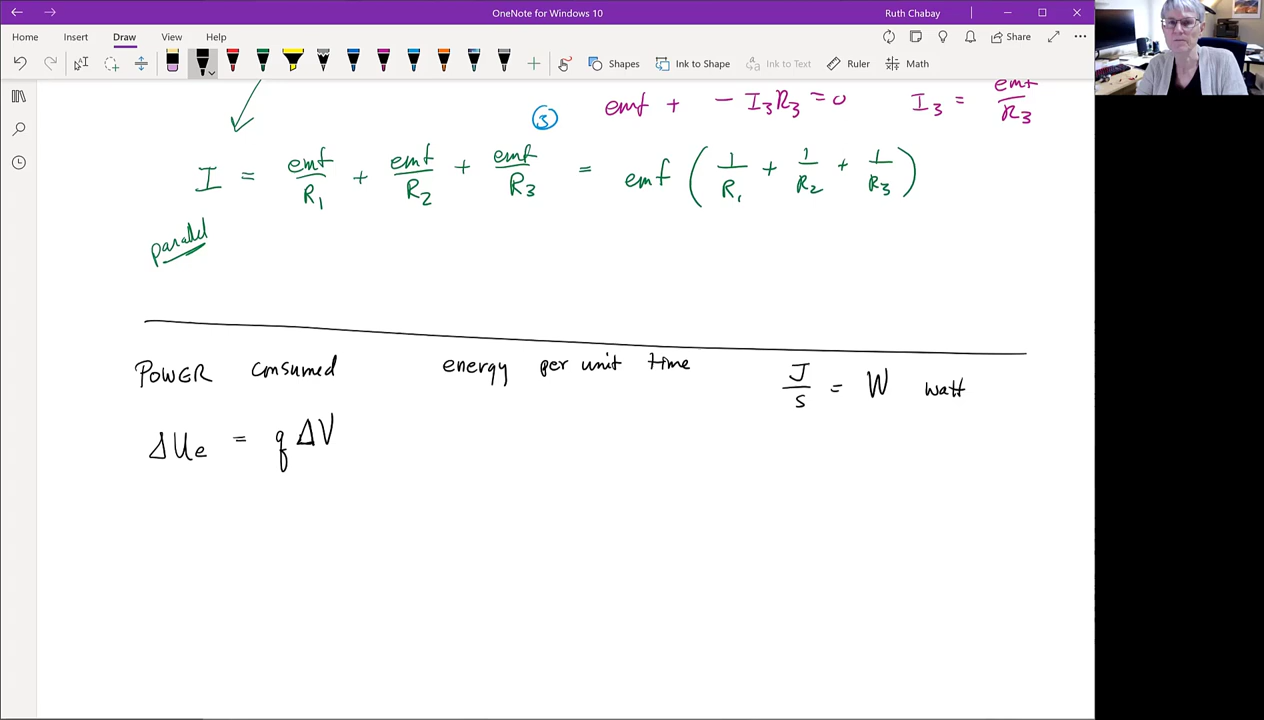 OneNote for Windows 10
Ruth Chabay
Home Insert Draw View Help
Share
Shapes Ink to Shape Ink to Text Ruler Math
③ emf + - I₃R₃ = 0 I₃ = emf/R₃
I = emf/R₁ + emf/R₂ + emf/R₃ = emf (1/R₁ + 1/R₂ + 1/R₃)
parallel
POWER consumed energy per unit time J/s = W watt
ΔUe = qΔV